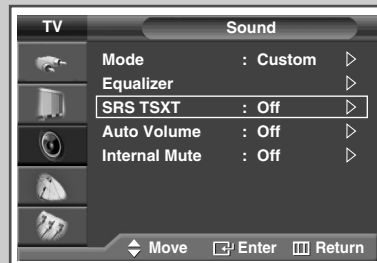 TV
Sound
Mode : Custom
Equalizer
SRS TSXT : Off
Auto Volume : Off
Internal Mute : Off
Move Enter Return